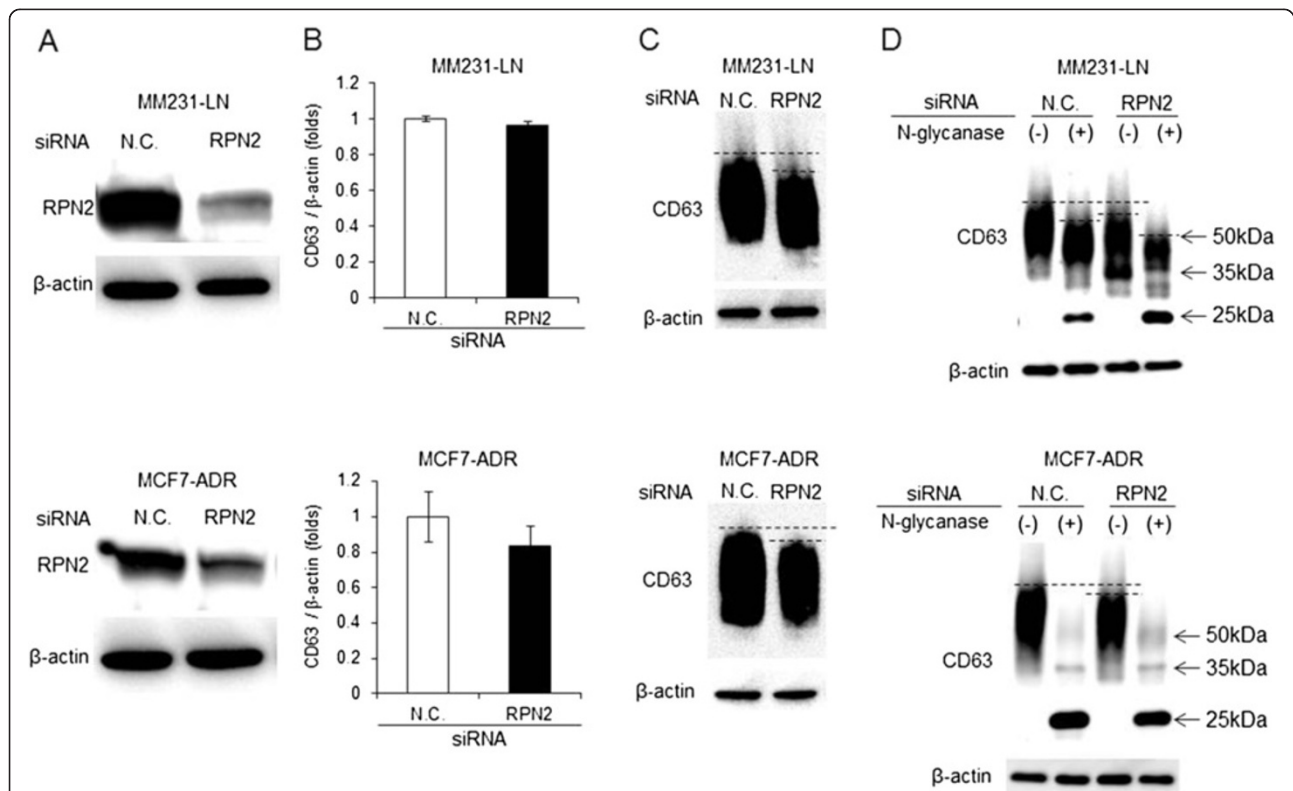 A
MM231-LN
siRNA N.C. RPN2
RPN2
β-actin
MCF7-ADR
siRNA N.C. RPN2
RPN2
β-actin
B
MM231-LN
CD63 / β-actin (folds)
1.2
1
0.8
0.6
0.4
0.2
0
N.C. RPN2
siRNA
MCF7-ADR
CD63 / β-actin (folds)
1.2
1
0.8
0.6
0.4
0.2
0
N.C. RPN2
siRNA
C
MM231-LN
siRNA N.C. RPN2
CD63
β-actin
MCF7-ADR
siRNA N.C. RPN2
CD63
β-actin
D
MM231-LN
siRNA N.C. RPN2
N-glycanase (-) (+) (-) (+)
CD63
← 50kDa
← 35kDa
← 25kDa
β-actin
MCF7-ADR
siRNA N.C. RPN2
N-glycanase (-) (+) (-) (+)
← 50kDa
CD63 ← 35kDa
← 25kDa
β-actin